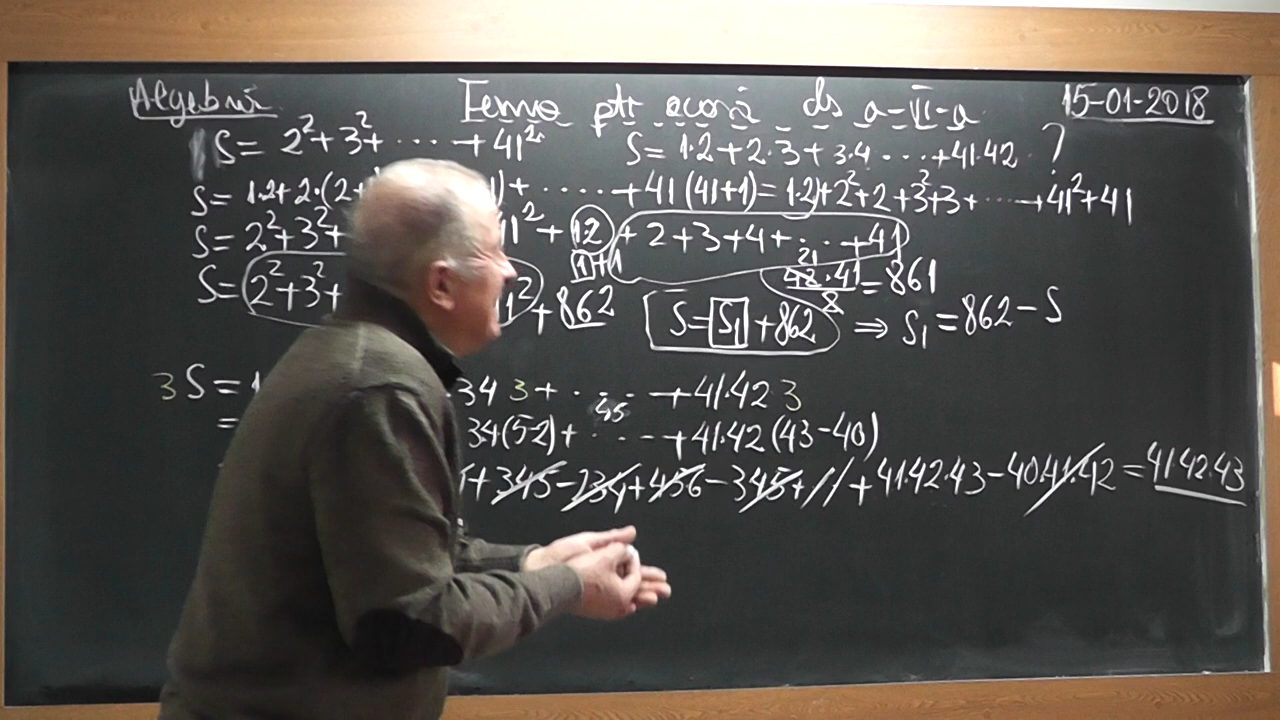 Algebră Teme ptr acasă ds a-VI-a 15-01-2018
S = 2²+3²+ ····· +41² S = 1·2+2·3+3·4 ··· +41·42 ?
S = 1·2+2·(2+ )+ ······ +41(41+1) = 1·2)+2²+2+3²+3+ ··· +41²+41
S = 2²+3²+ 1²+1·2+2+3+4+ ··· +41
1+1 21
S = 2²+3²+ 1²+862 42·41/2 = 861
S = S₁+862 ⇒ S₁ = 862-S
3S = 1 34 3+ ··· +41·42 3
= 34(5-2)+ 45 ··· +41·42(43-40)
+345-234+456-345+//+41·42·43-40·41·42 = 41 42·43